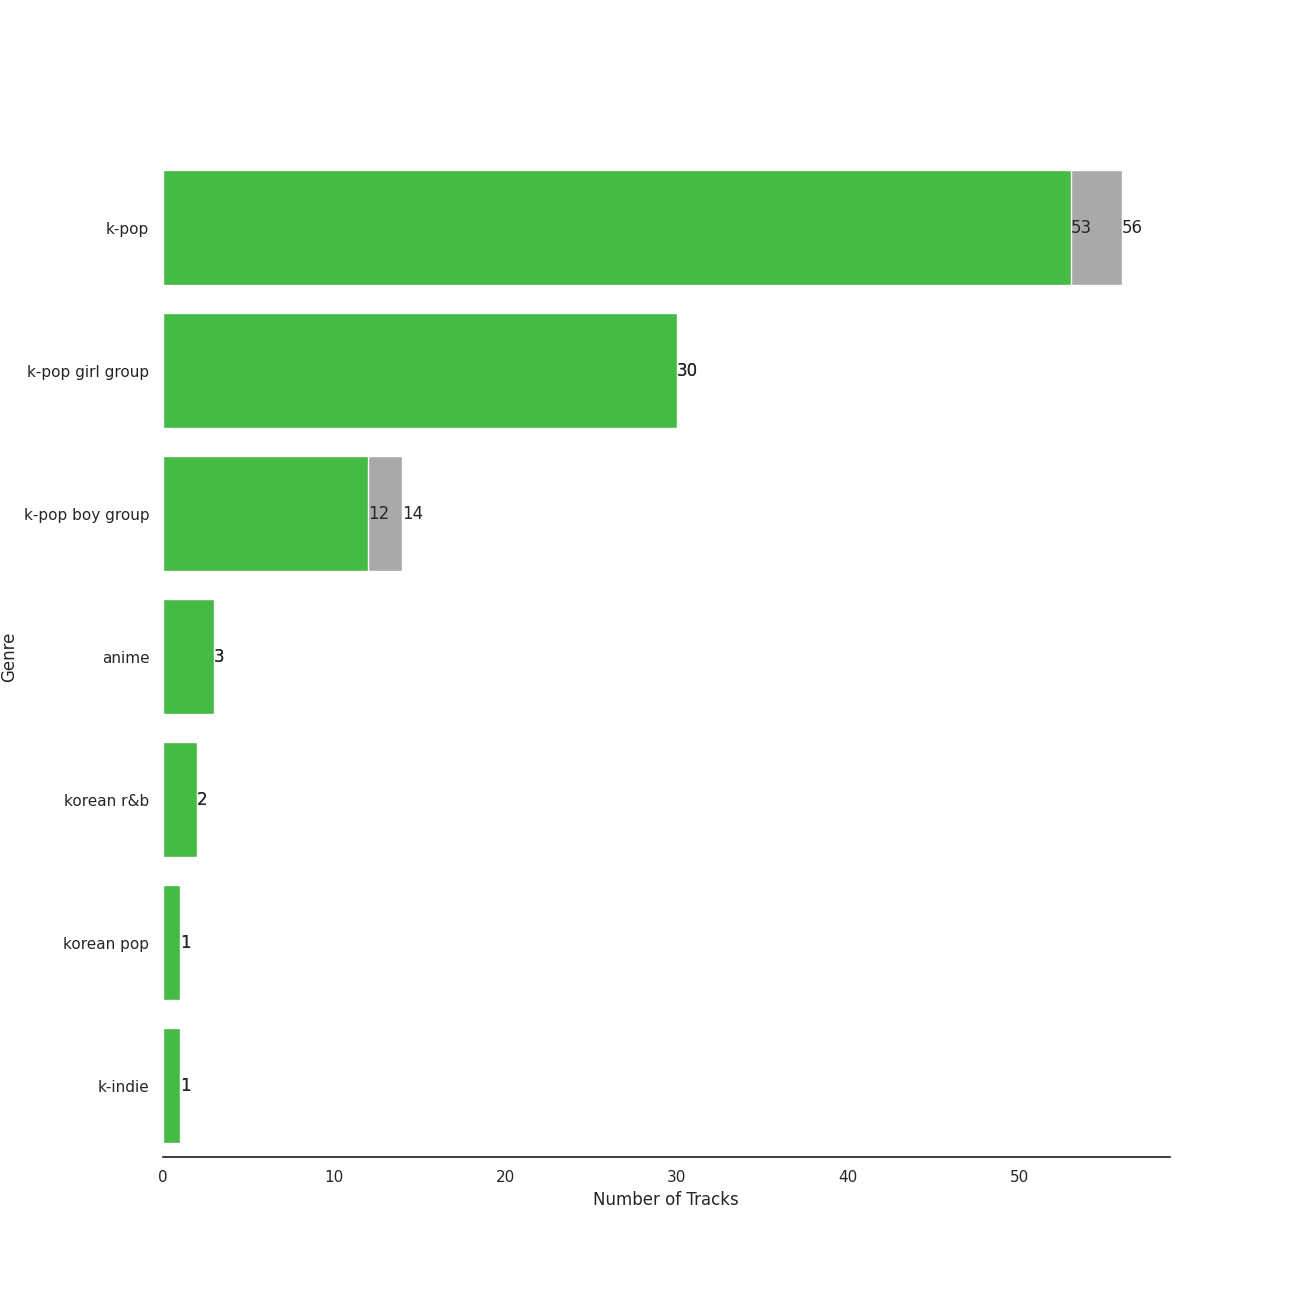 k-pop
53
56
k-pop girl group
30
k-pop boy group
12
14
anime
3
korean r&b
2
korean pop
1
k-indie
1
Genre
0 10 20 30 40 50
Number of Tracks